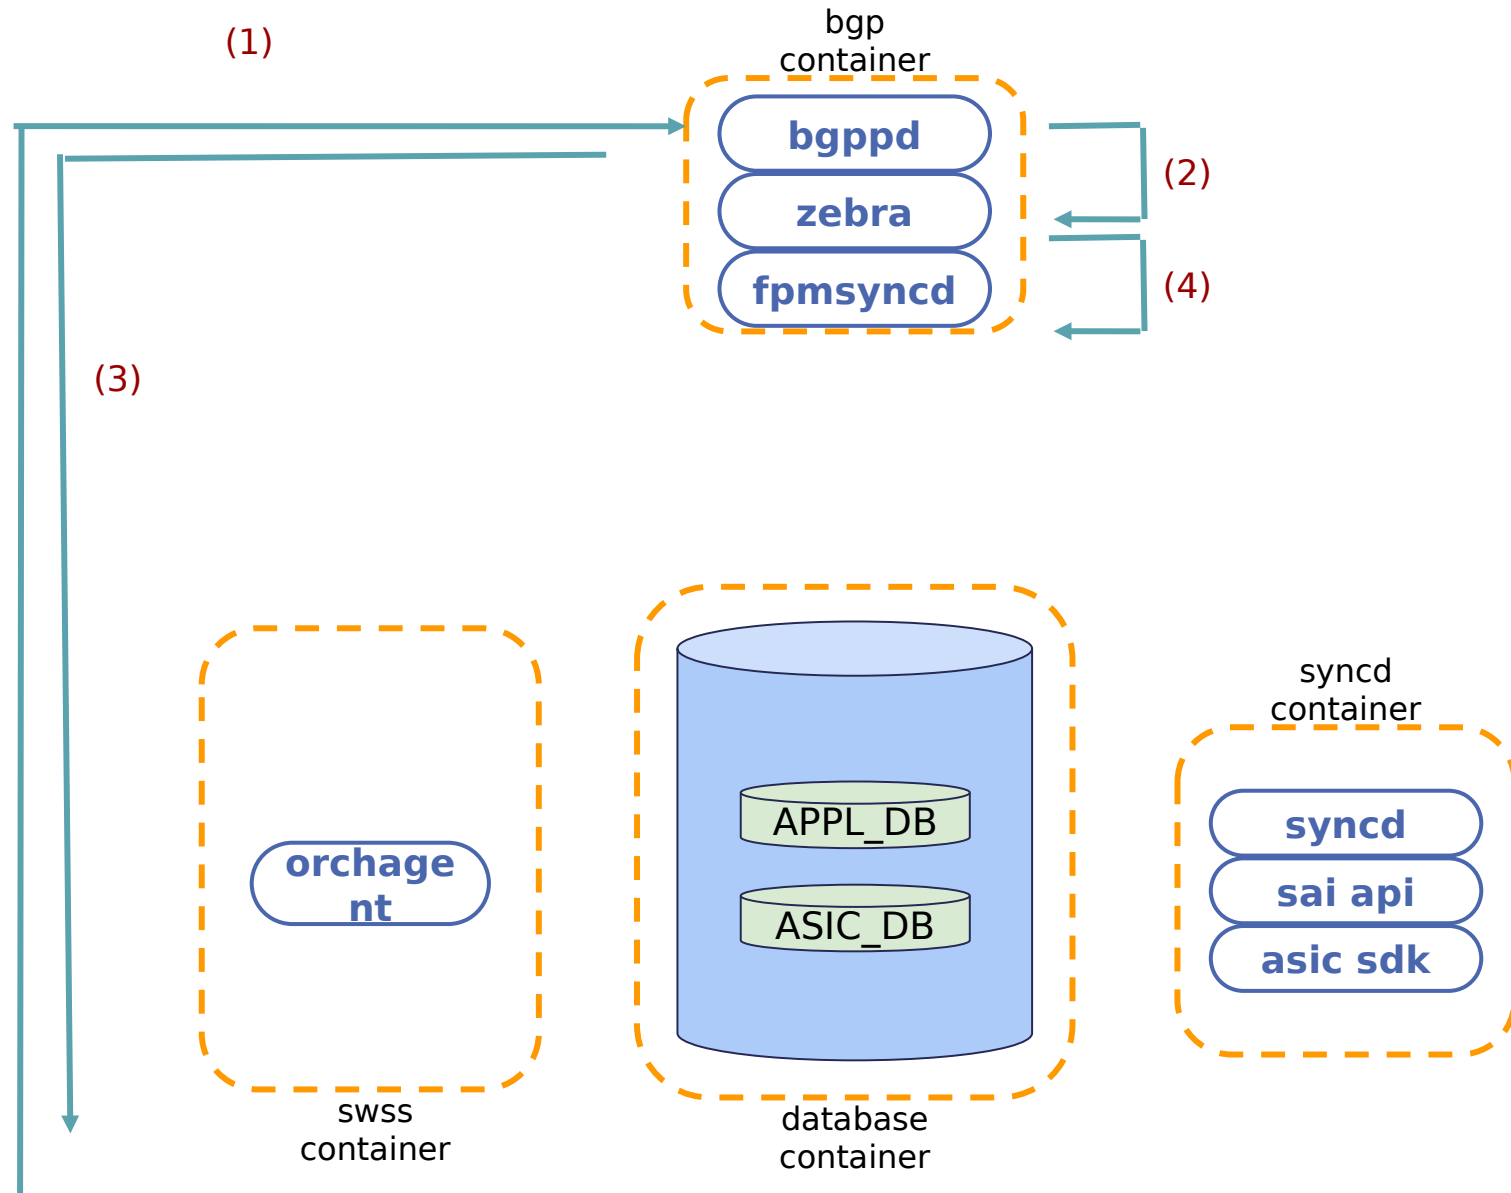 (1)
bgp
container
bgppd
(2)
zebra
(4)
fpmsyncd
(3)
syncd
container
APPL_DB
syncd
orchage
nt
sai api
ASIC_DB
asic sdk
swss
container
database
container